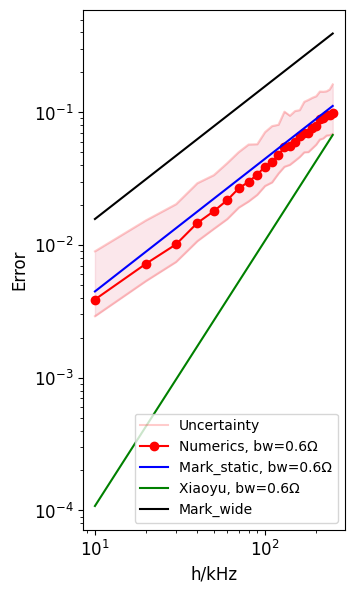 10⁻¹
10⁻²
10⁻³
10⁻⁴
Error
Uncertainty
Numerics, bw=0.6Ω
Mark_static, bw=0.6Ω
Xiaoyu, bw=0.6Ω
Mark_wide
10¹ 10²
h/kHz